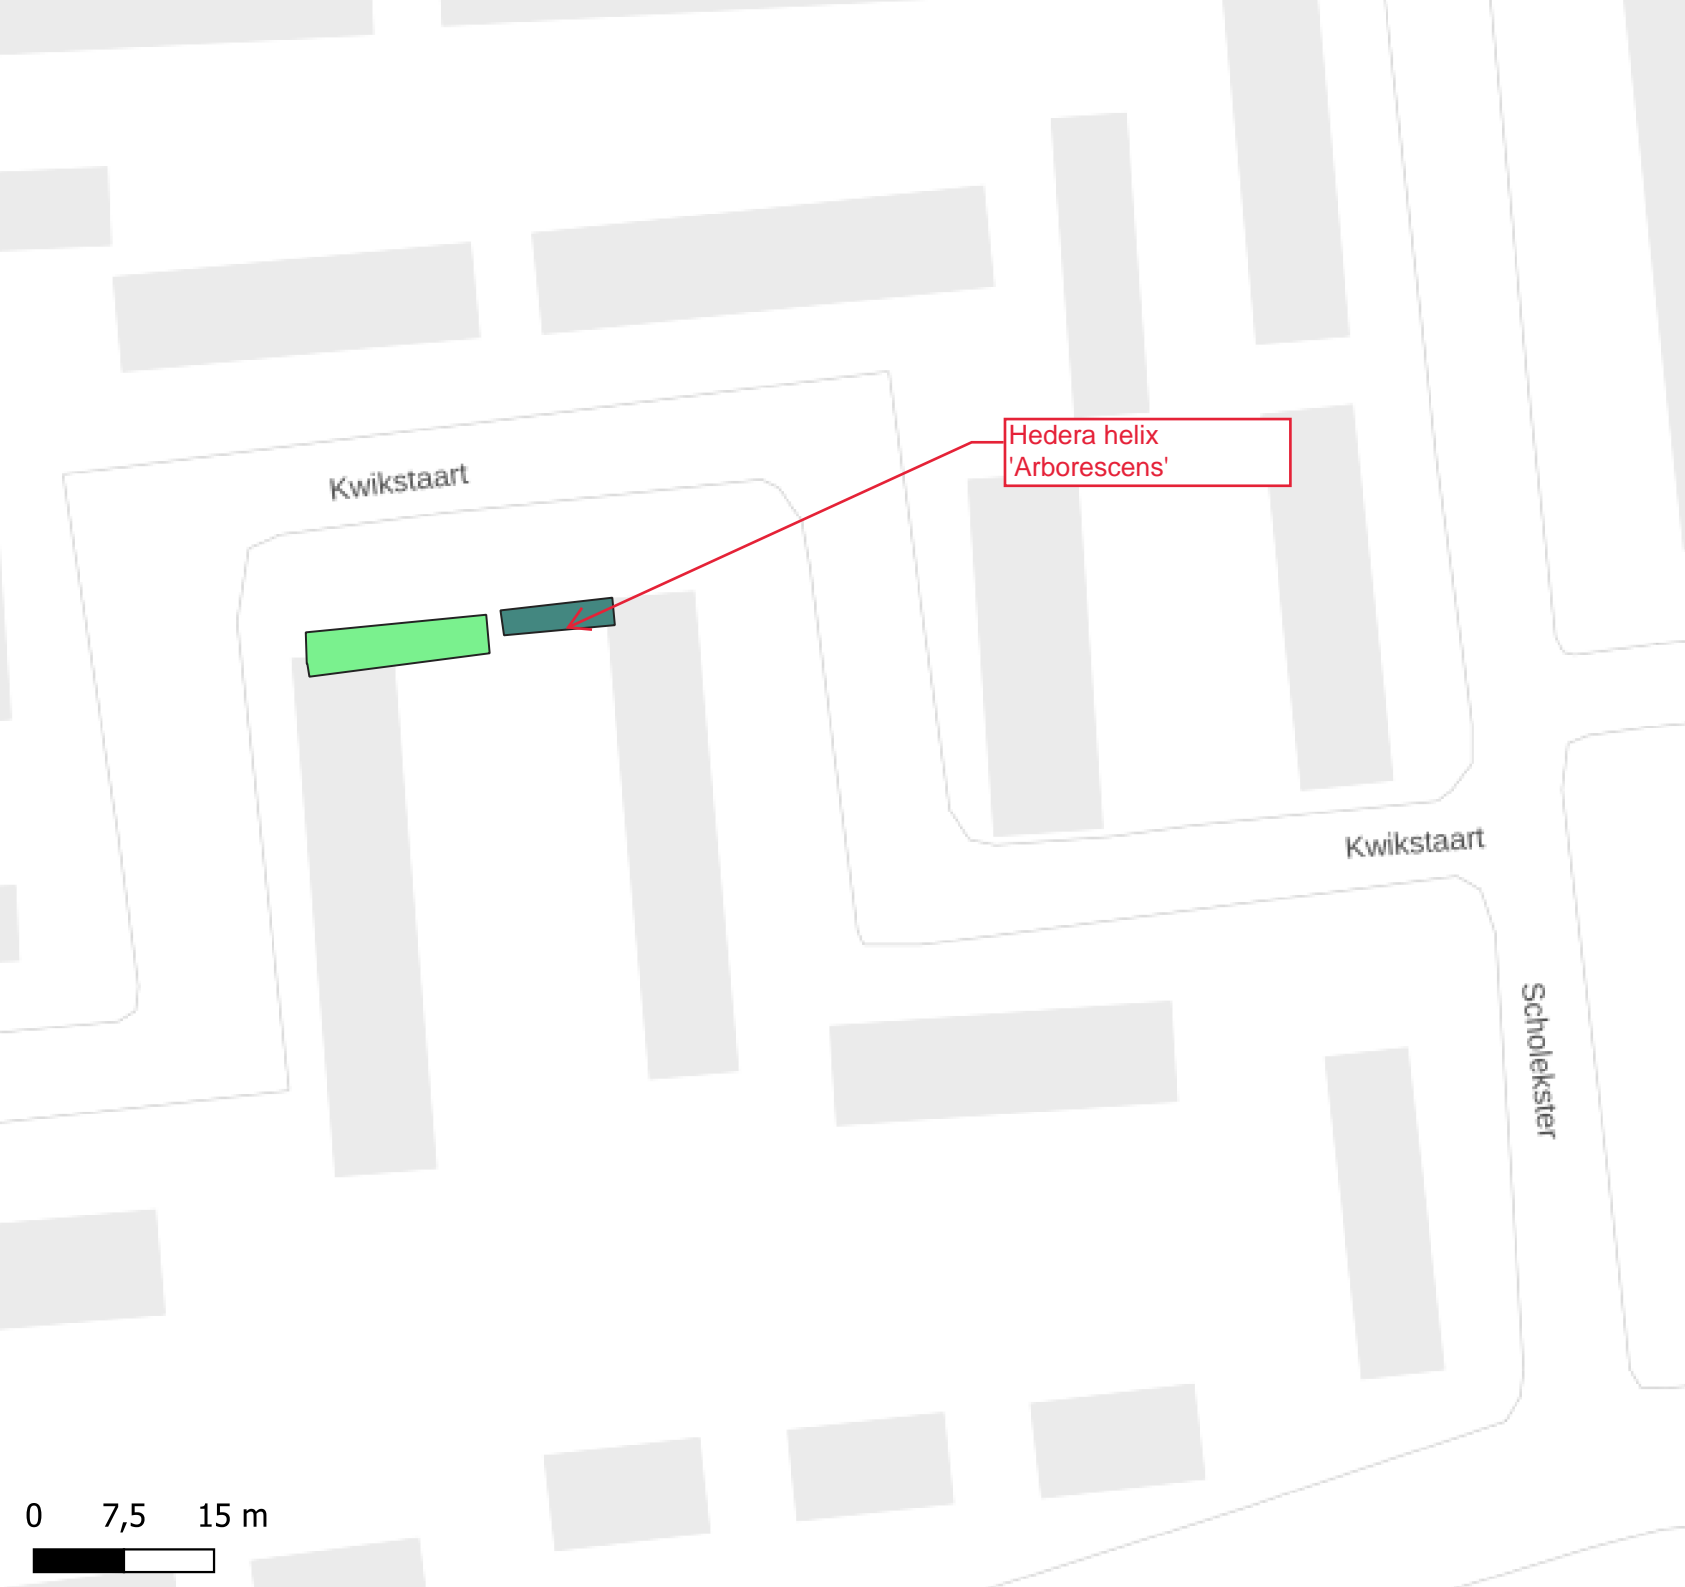 Hedera helix
'Arborescens'
Kwikstaart
Kwikstaart
Scholekster
0 7,5 15 m